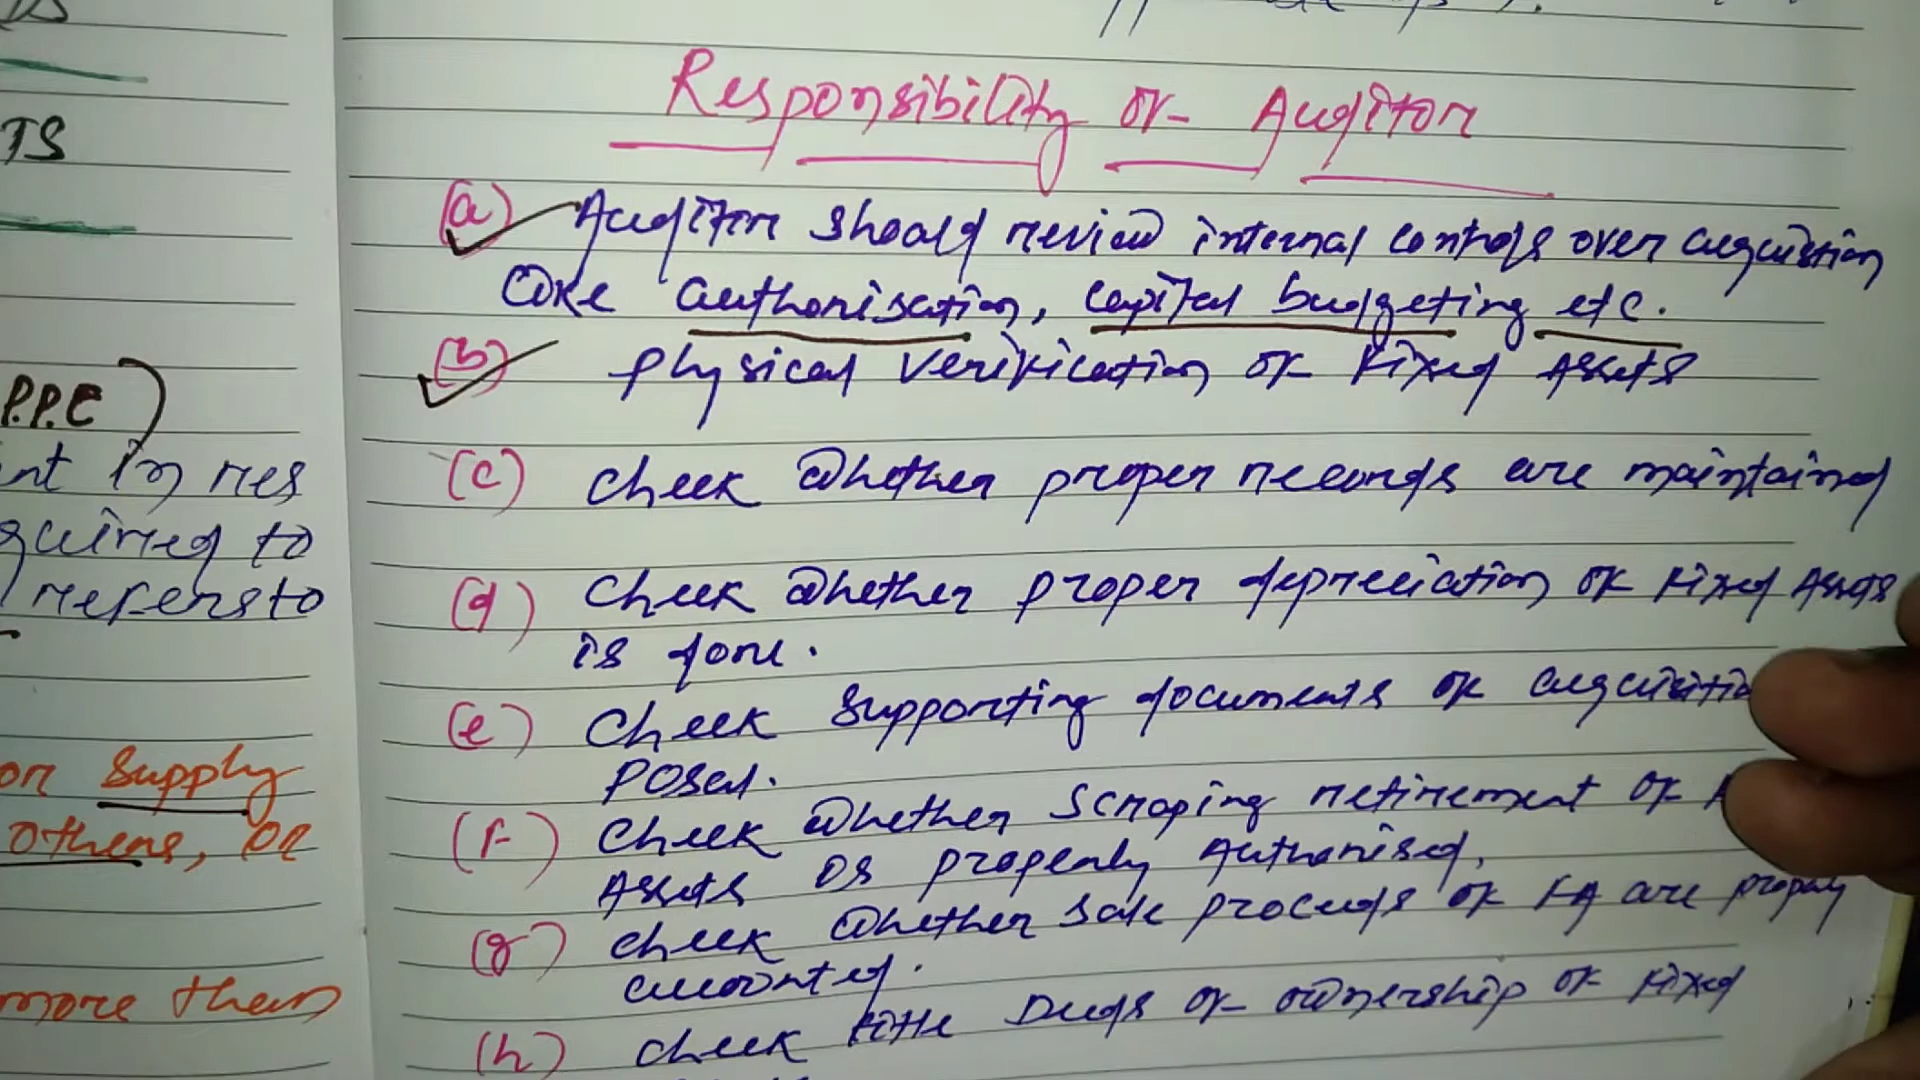 TS
P.P.E)
nt in res
quired to
refers to
or supply
others, or
more than
Responsibility of Auditor
(a) Auditor should review internal controls over acquistion
like authorisation, capital budgeting etc.
(b) Physical verification of Fixed Assets
(c) Check whether proper records are maintained
(d) Check whether proper depreciation of Fixed Assets
is done.
(e) Check supporting documents of acquisitio
posal.
(f) Check whether Scraping retirement of
Assets is properly Authorised.
(g) Check whether sale proceeds of FA are propery
accounted.
(h) Check title Deeds of ownership of Fixed